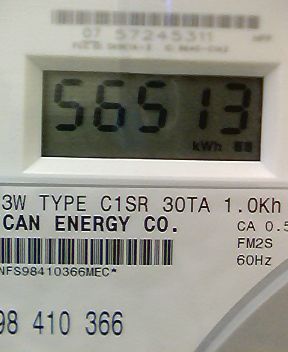 07 57245311
56513
kWh
3W TYPE C1SR 30TA 1.0Kh
CAN ENERGY CO.
CA 0.5
FM2S
60Hz
NFS98410366MEC*
98 410 366